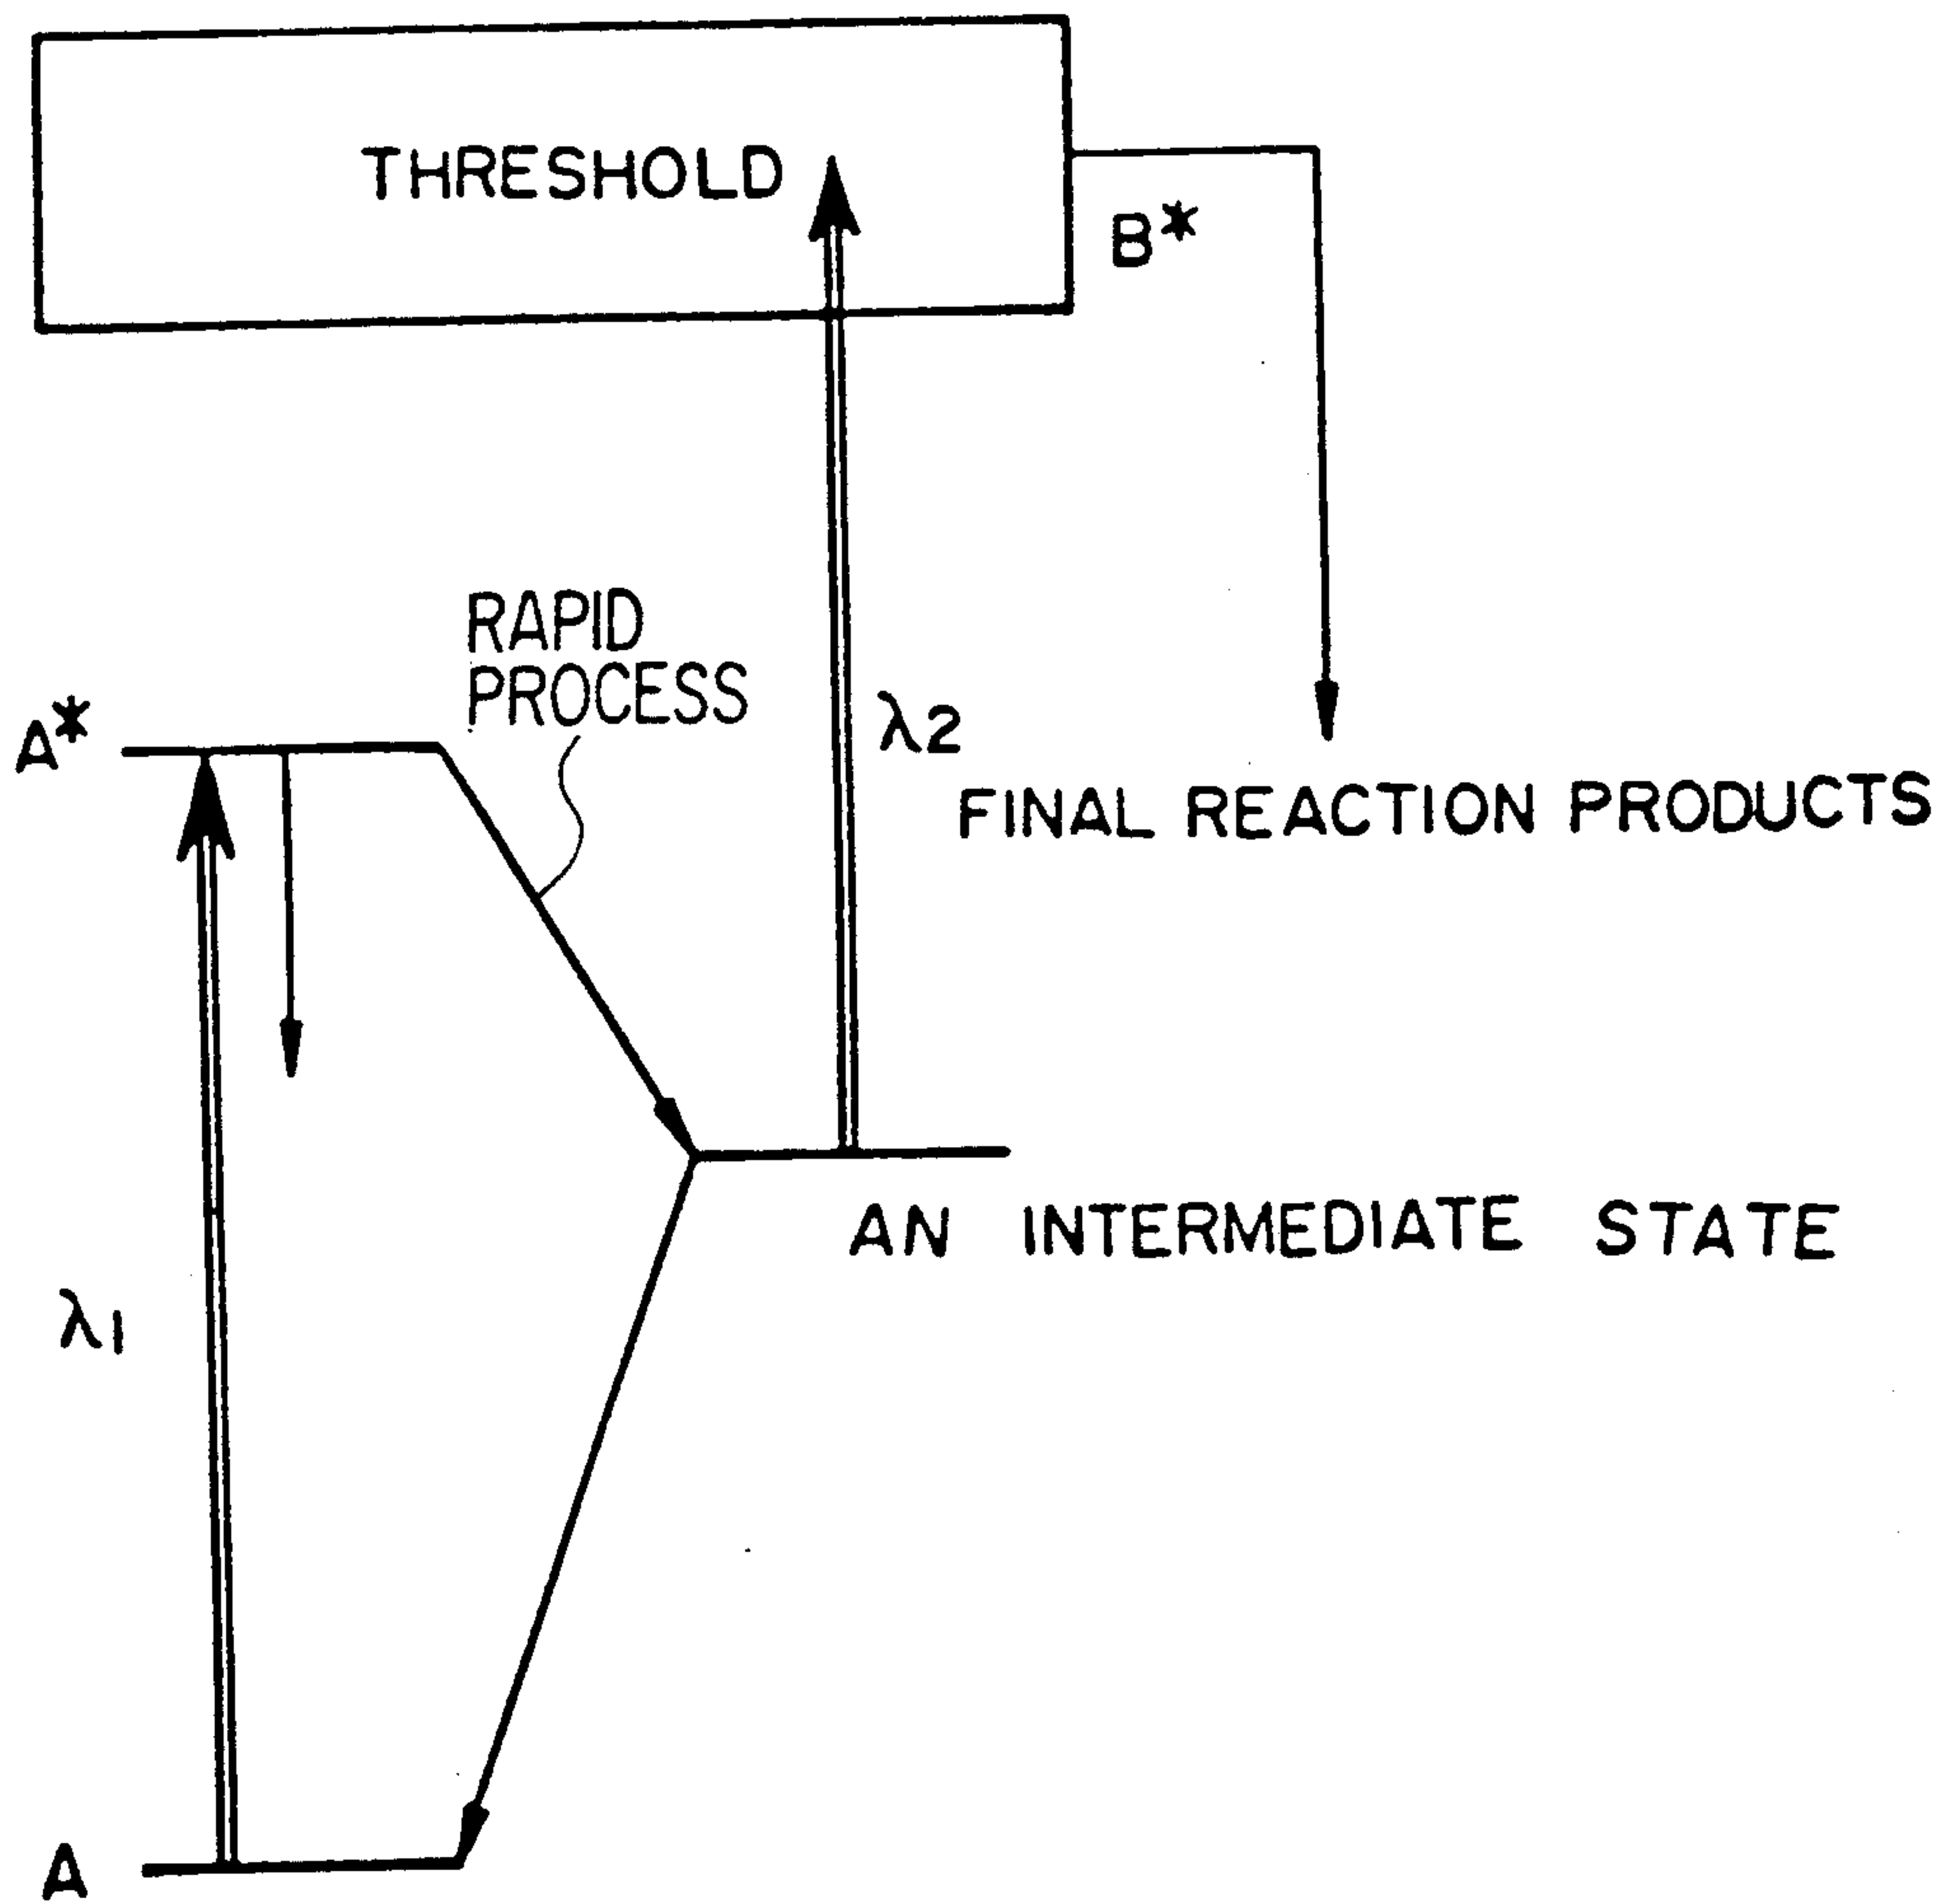 THRESHOLD
B*
RAPID
PROCESS
A*
λ2
FINAL REACTION PRODUCTS
AN INTERMEDIATE STATE
λ1
A